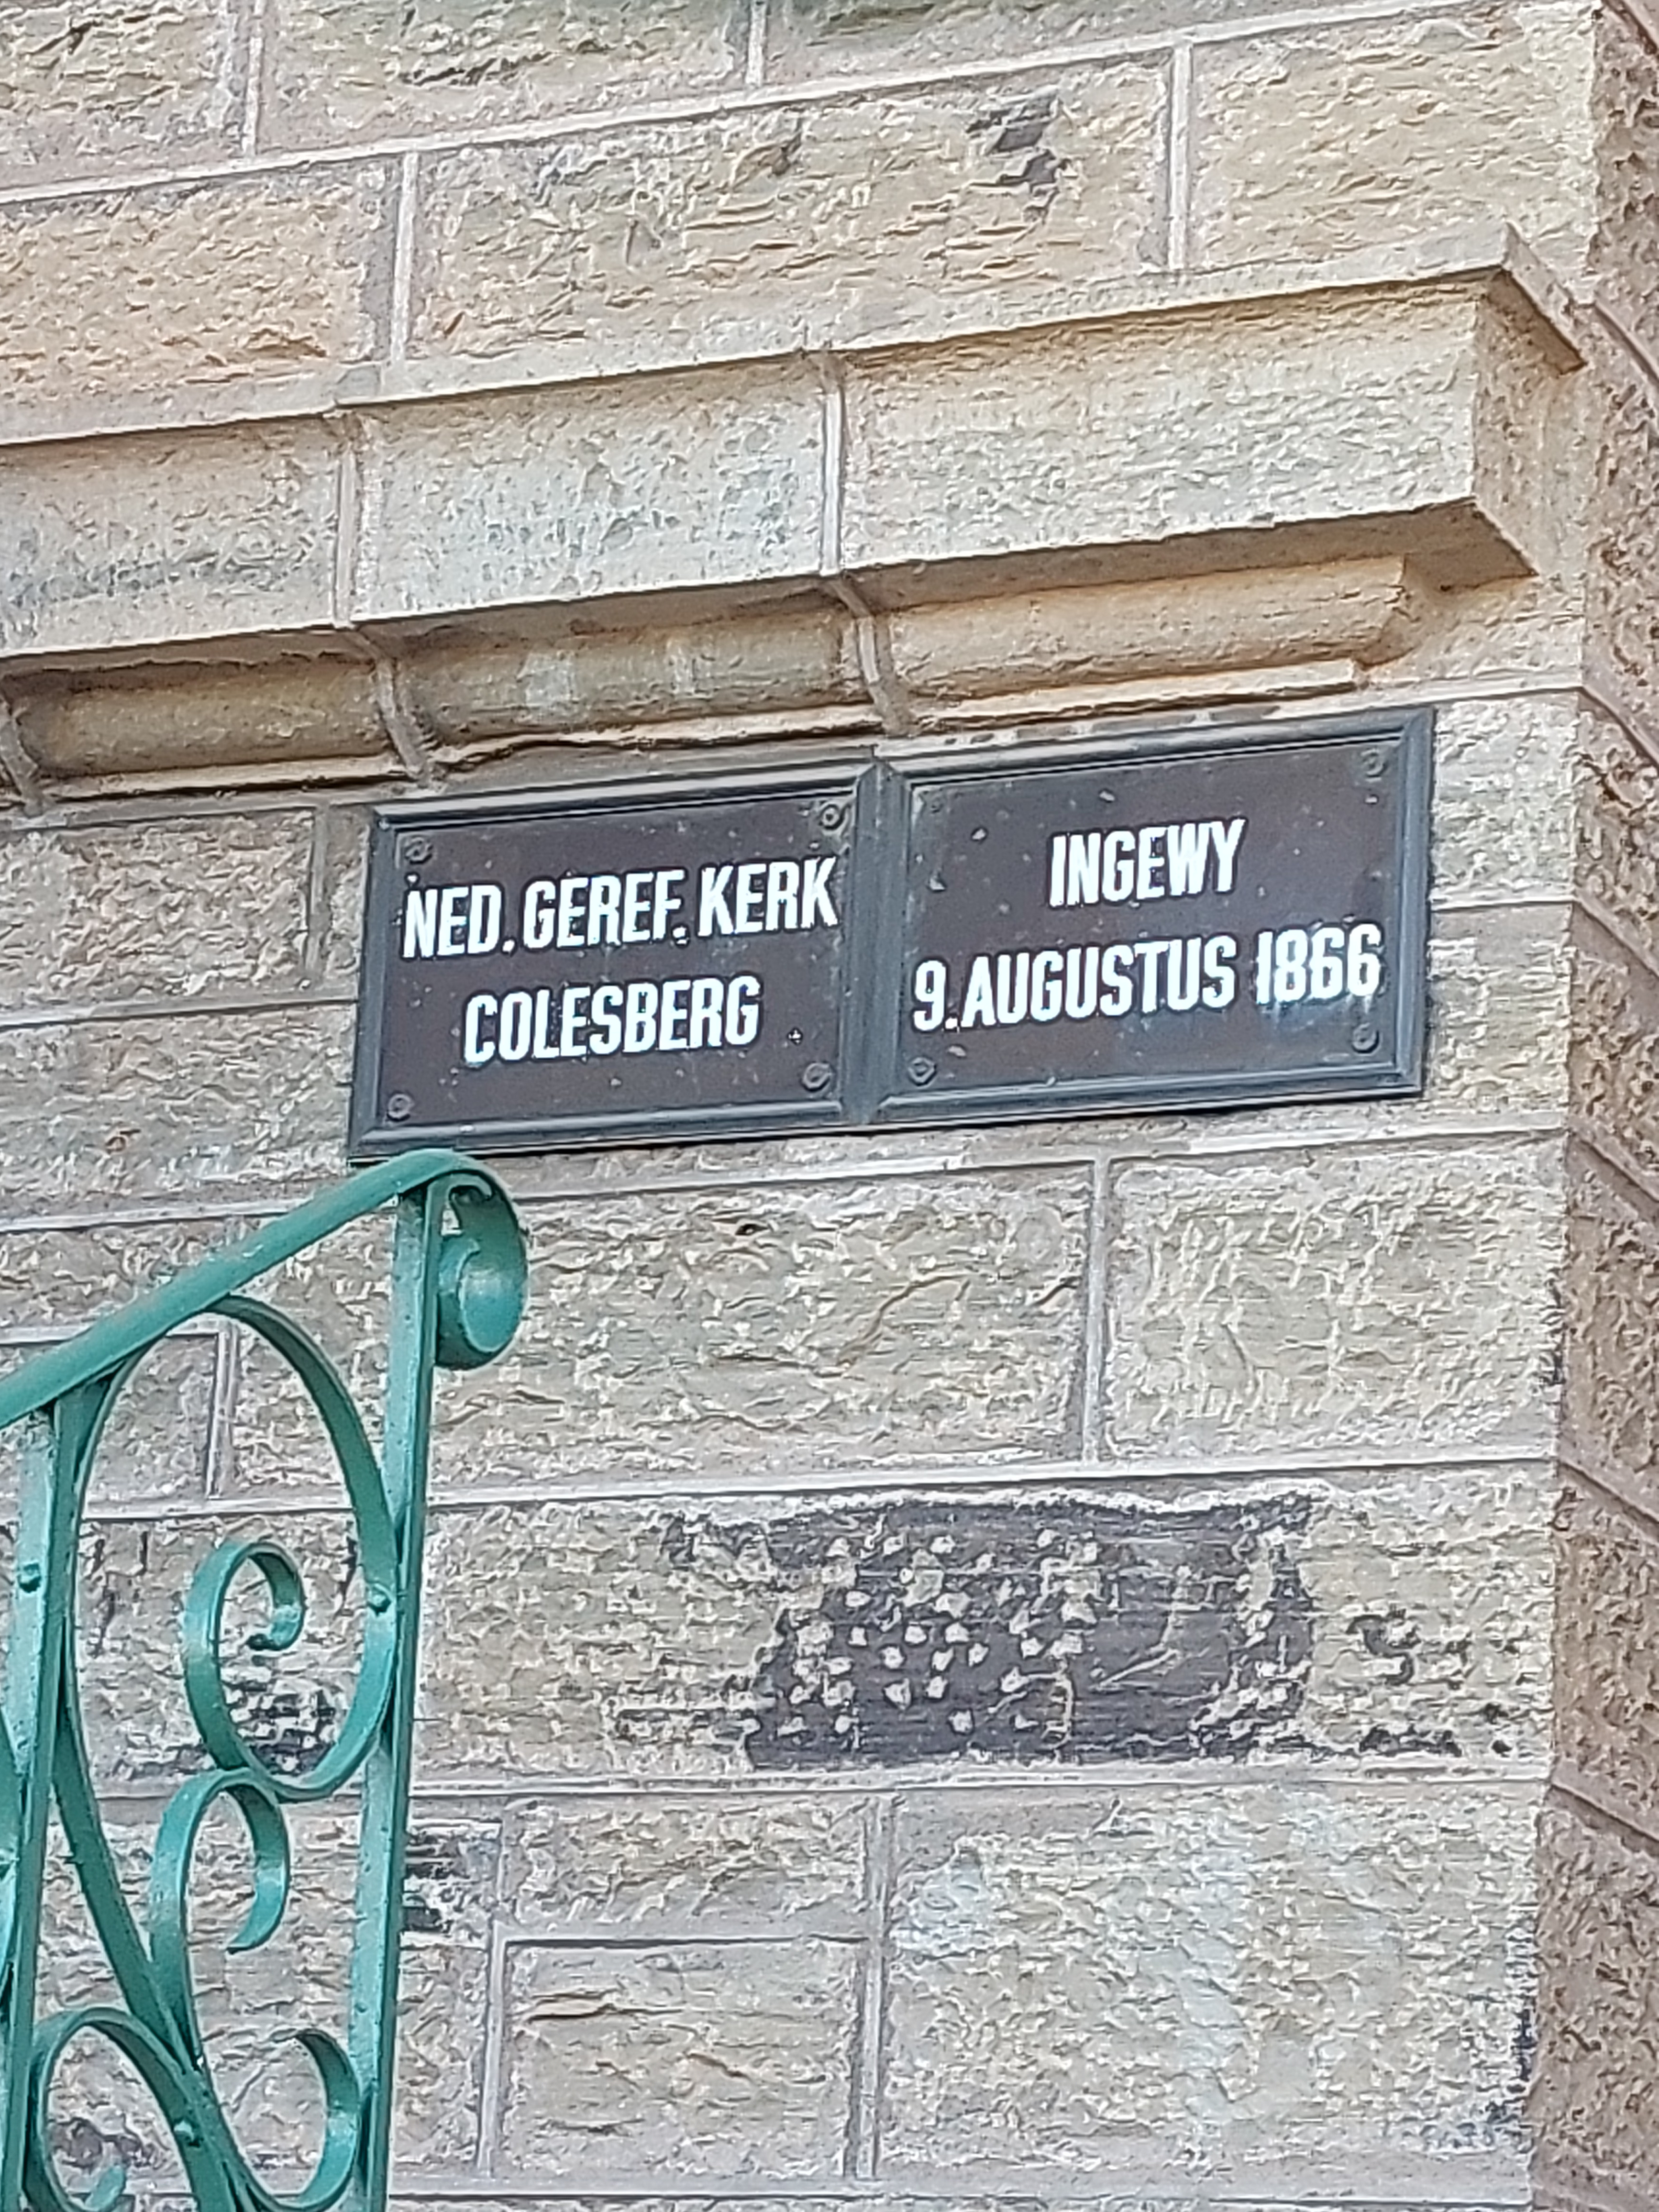 NED. GEREF. KERK
COLESBERG
INGEWY
9. AUGUSTUS 1866